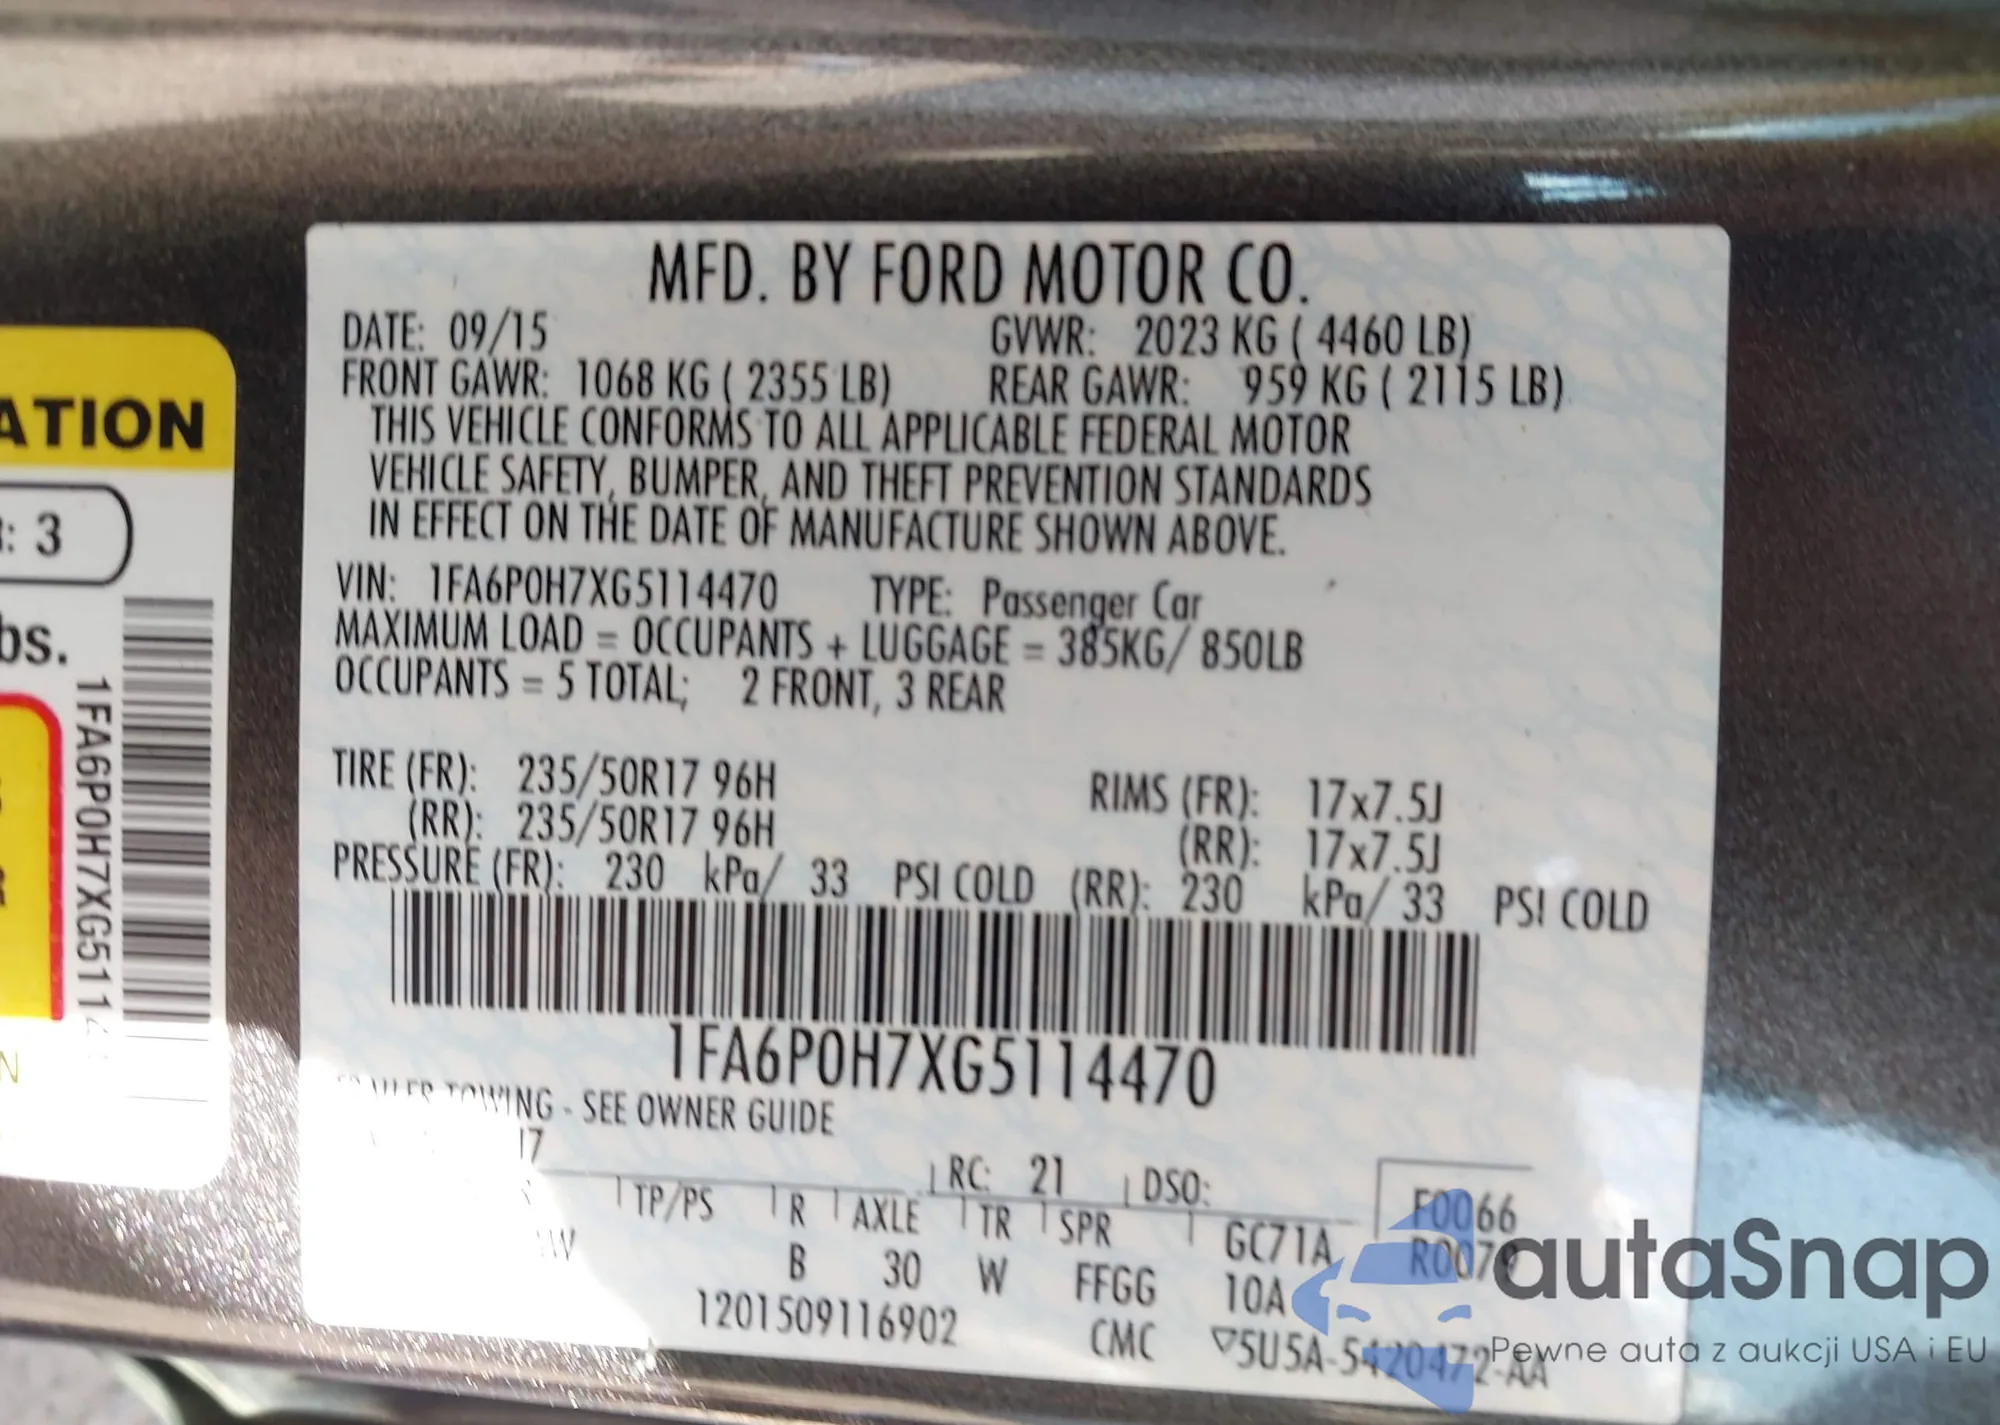 ATION
: 3
bs.
1FA6P0H7XG511
MFD. BY FORD MOTOR CO.
DATE: 09/15 GVWR: 2023 KG ( 4460 LB)
FRONT GAWR: 1068 KG ( 2355 LB) REAR GAWR: 959 KG ( 2115 LB)
THIS VEHICLE CONFORMS TO ALL APPLICABLE FEDERAL MOTOR
VEHICLE SAFETY, BUMPER, AND THEFT PREVENTION STANDARDS
IN EFFECT ON THE DATE OF MANUFACTURE SHOWN ABOVE.
VIN: 1FA6P0H7XG5114470 TYPE: Passenger Car
MAXIMUM LOAD = OCCUPANTS + LUGGAGE = 385KG/ 850LB
OCCUPANTS = 5 TOTAL; 2 FRONT, 3 REAR
TIRE (FR): 235/50R17 96H RIMS (FR): 17x7.5J
(RR): 235/50R17 96H (RR): 17x7.5J
PRESSURE (FR): 230 kPa/ 33 PSI COLD (RR): 230 kPa/ 33 PSI COLD
1FA6P0H7XG5114470
TRAILER TOWING - SEE OWNER GUIDE
RC: 21 DSO:
TP/PS R AXLE TR SPR GC71A F0066
B 30 W FFGG 10A R0079
1201509116902 CMC 5U5A-5420472-AA
autaSnap
Pewne auta z aukcji USA i EU